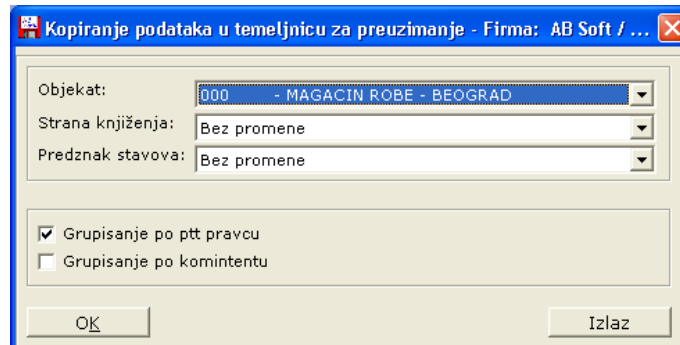 Kopiranje podataka u temeljnicu za preuzimanje - Firma: AB Soft / ...
Objekat: 000 - MAGACIN ROBE - BEOGRAD
Strana knjiženja: Bez promene
Predznak stavova: Bez promene
Grupisanje po ptt pravcu
Grupisanje po komintentu
OK Izlaz